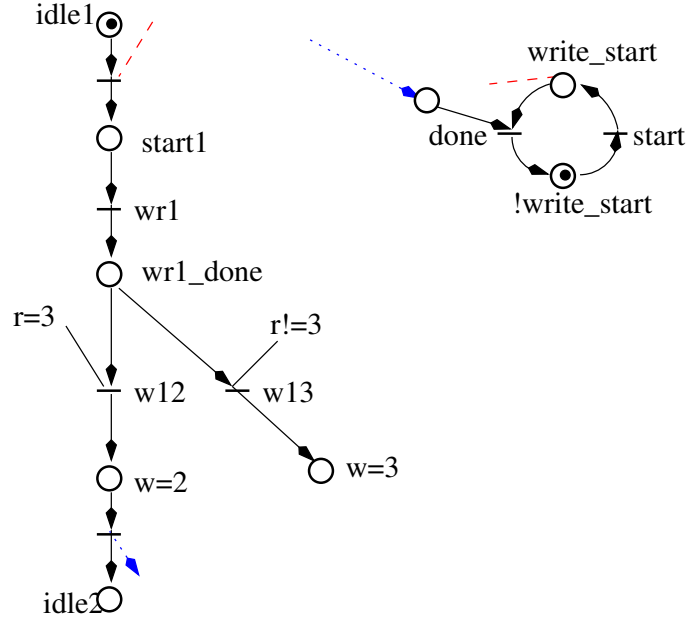 idle1
write_start
done
start
start1
!write_start
wr1
wr1_done
r=3
r!=3
w12
w13
w=3
w=2
idle2